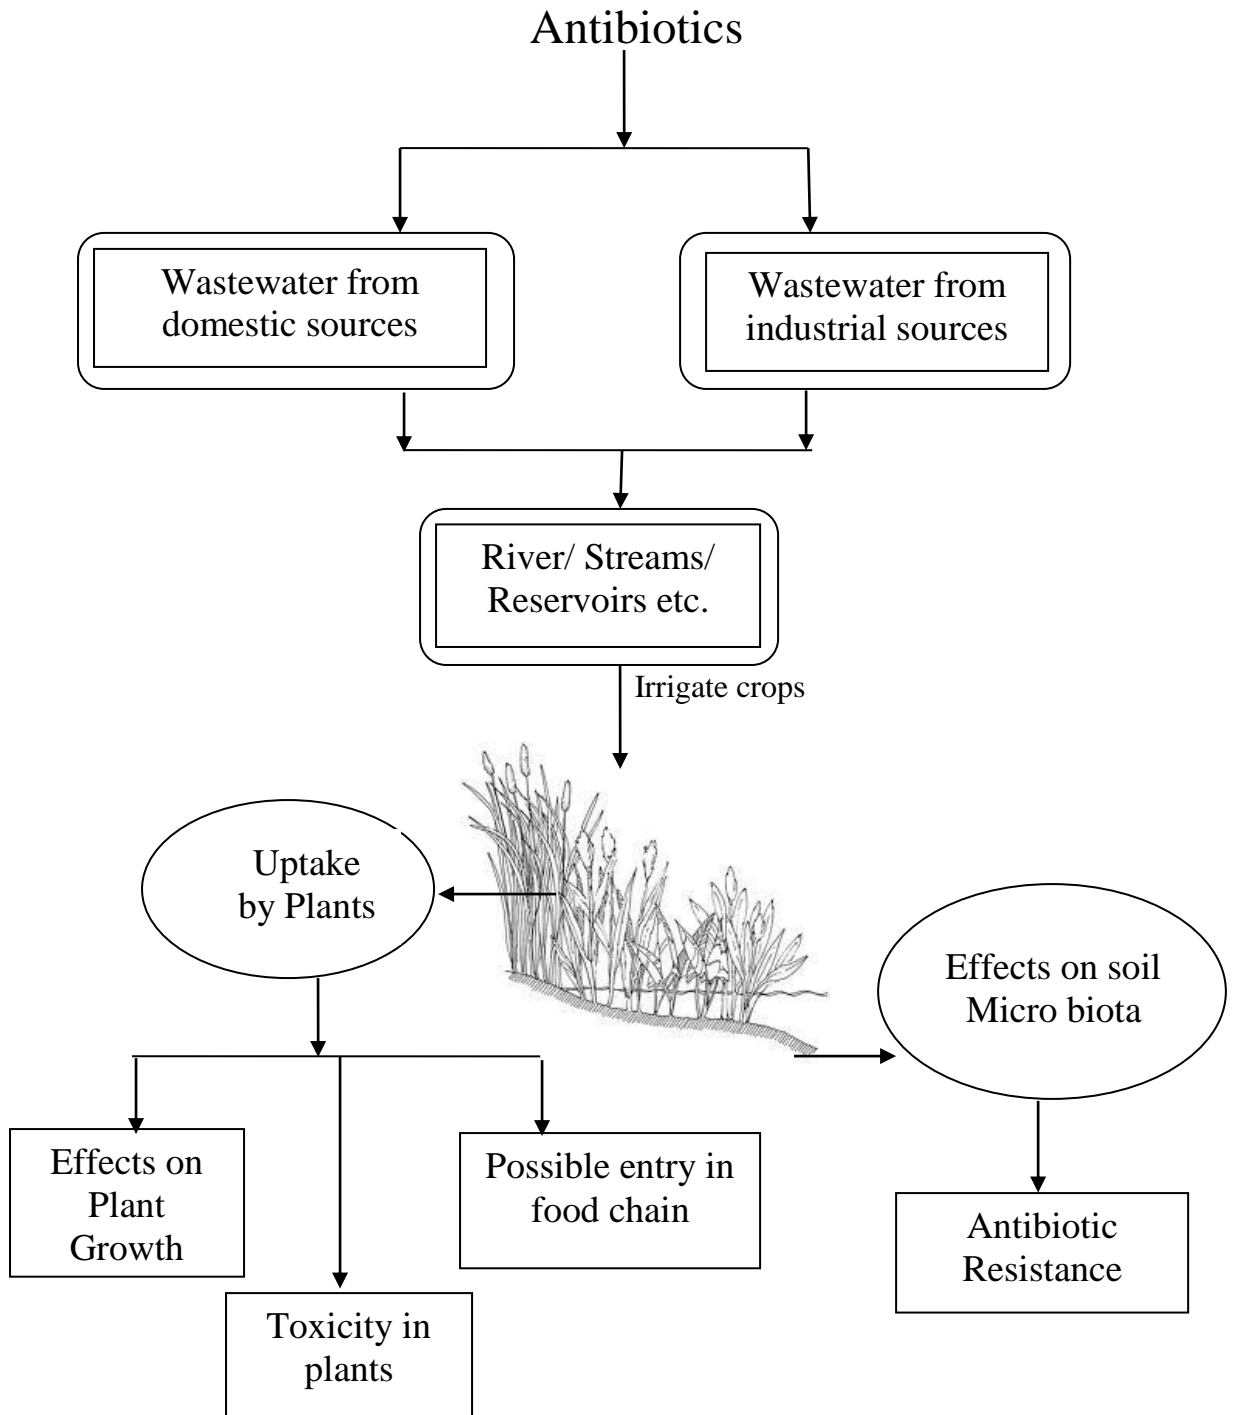 Antibiotics
Wastewater from
domestic sources
Wastewater from
industrial sources
River/ Streams/
Reservoirs etc.
Irrigate crops
Uptake
by Plants
Effects on soil
Micro biota
Effects on
Plant
Growth
Possible entry in
food chain
Antibiotic
Resistance
Toxicity in
plants